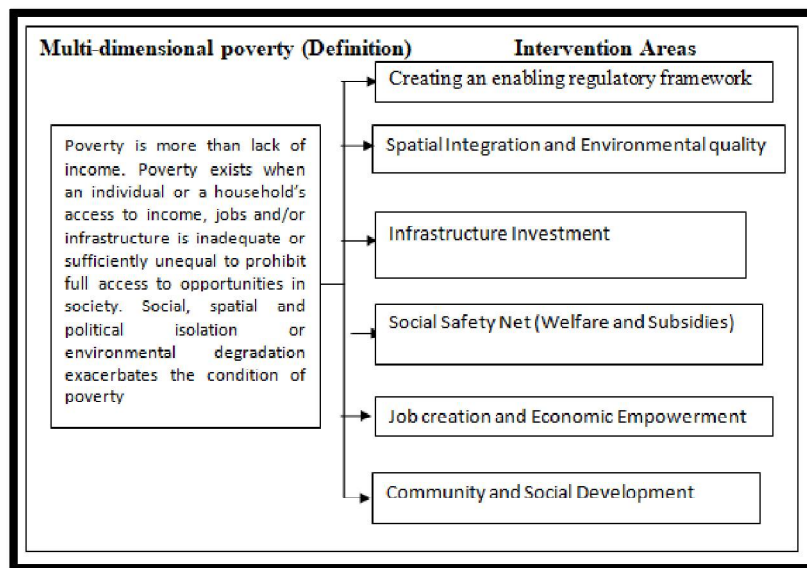 Multi-dimensional poverty (Definition)
Intervention Areas
Poverty is more than lack of
income. Poverty exists when
an individual or a household's
access to income, jobs and/or
infrastructure is inadequate or
sufficiently unequal to prohibit
full access to opportunities in
society. Social, spatial and
political isolation or
environmental degradation
exacerbates the condition of
poverty
Creating an enabling regulatory framework
Spatial Integration and Environmental quality
Infrastructure Investment
Social Safety Net (Welfare and Subsidies)
Job creation and Economic Empowerment
Community and Social Development